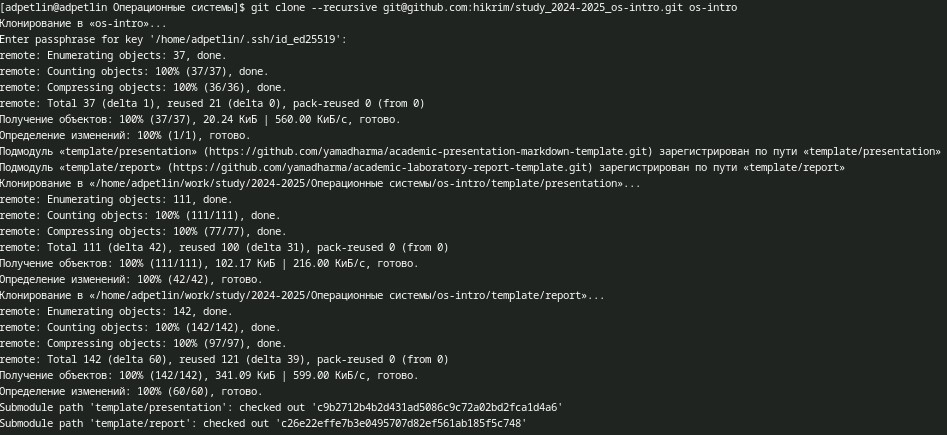 [adpetlin@adpetlin Операционные системы]$ git clone --recursive git@github.com:hikrim/study_2024-2025_os-intro.git os-intro
Клонирование в «os-intro»...
Enter passphrase for key '/home/adpetlin/.ssh/id_ed25519':
remote: Enumerating objects: 37, done.
remote: Counting objects: 100% (37/37), done.
remote: Compressing objects: 100% (36/36), done.
remote: Total 37 (delta 1), reused 21 (delta 0), pack-reused 0 (from 0)
Получение объектов: 100% (37/37), 20.24 КиБ | 560.00 КиБ/с, готово.
Определение изменений: 100% (1/1), готово.
Подмодуль «template/presentation» (https://github.com/yamadharma/academic-presentation-markdown-template.git) зарегистрирован по пути «template/presentation»
Подмодуль «template/report» (https://github.com/yamadharma/academic-laboratory-report-template.git) зарегистрирован по пути «template/report»
Клонирование в «/home/adpetlin/work/study/2024-2025/Операционные системы/os-intro/template/presentation»...
remote: Enumerating objects: 111, done.
remote: Counting objects: 100% (111/111), done.
remote: Compressing objects: 100% (77/77), done.
remote: Total 111 (delta 42), reused 100 (delta 31), pack-reused 0 (from 0)
Получение объектов: 100% (111/111), 102.17 КиБ | 216.00 КиБ/с, готово.
Определение изменений: 100% (42/42), готово.
Клонирование в «/home/adpetlin/work/study/2024-2025/Операционные системы/os-intro/template/report»...
remote: Enumerating objects: 142, done.
remote: Counting objects: 100% (142/142), done.
remote: Compressing objects: 100% (97/97), done.
remote: Total 142 (delta 60), reused 121 (delta 39), pack-reused 0 (from 0)
Получение объектов: 100% (142/142), 341.09 КиБ | 599.00 КиБ/с, готово.
Определение изменений: 100% (60/60), готово.
Submodule path 'template/presentation': checked out 'c9b2712b4b2d431ad5086c9c72a02bd2fca1d4a6'
Submodule path 'template/report': checked out 'c26e22effe7b3e0495707d82ef561ab185f5c748'